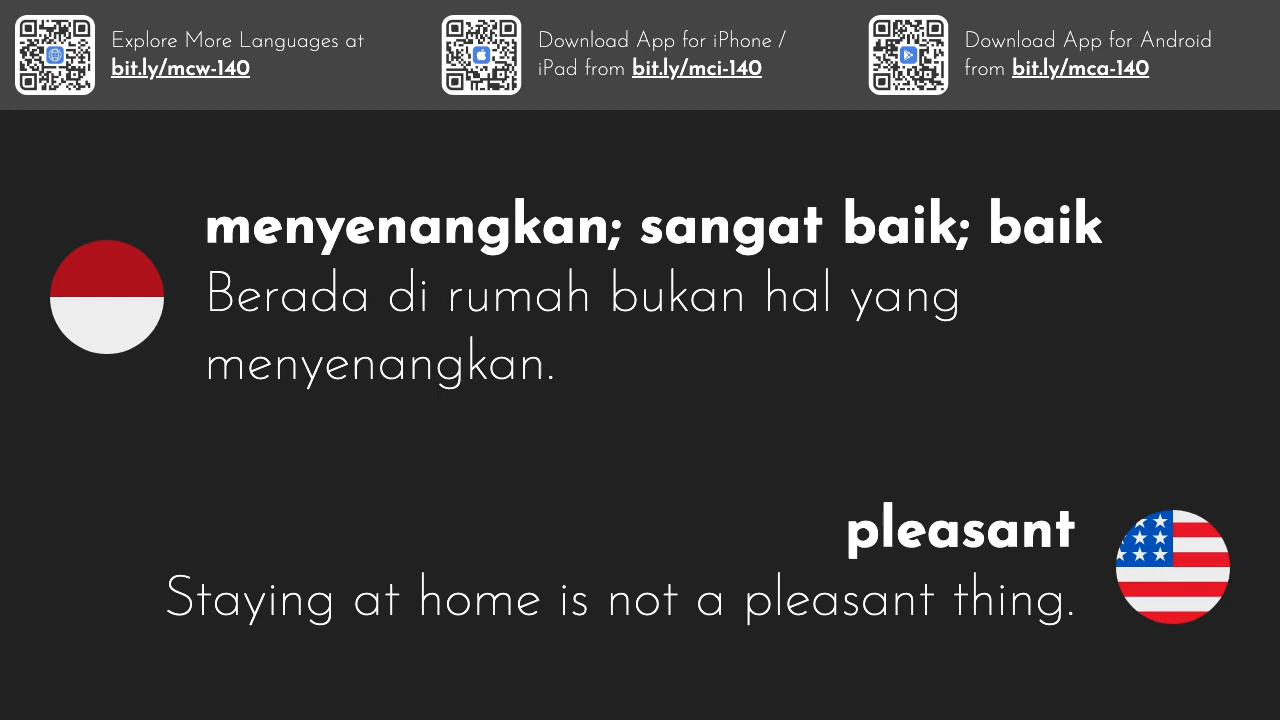 Explore More Languages at
bit.ly/mcw-140
Download App for iPhone /
iPad from bit.ly/mci-140
Download App for Android
from bit.ly/mca-140
menyenangkan; sangat baik; baik
Berada di rumah bukan hal yang
menyenangkan.
pleasant
Staying at home is not a pleasant thing.